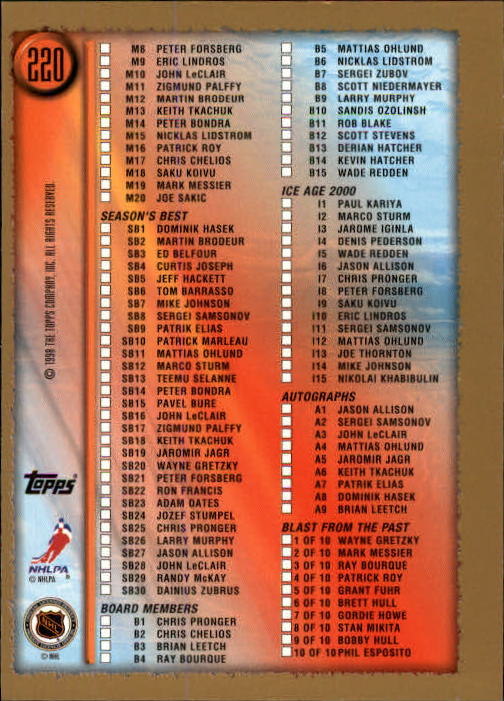 220
M8 PETER FORSBERG
M9 ERIC LINDROS
M10 JOHN LeCLAIR
M11 ZIGMUND PALFFY
M12 MARTIN BRODEUR
M13 KEITH TKACHUK
M14 PETER BONDRA
M15 NICKLAS LIDSTROM
M16 PATRICK ROY
M17 CHRIS CHELIOS
M18 SAKU KOIVU
M19 MARK MESSIER
M20 JOE SAKIC
SEASON'S BEST
SB1 DOMINIK HASEK
SB2 MARTIN BRODEUR
SB3 ED BELFOUR
SB4 CURTIS JOSEPH
SB5 JEFF HACKETT
SB6 TOM BARRASSO
SB7 MIKE JOHNSON
SB8 SERGEI SAMSONOV
SB9 PATRIK ELIAS
SB10 PATRICK MARLEAU
SB11 MATTIAS OHLUND
SB12 MARCO STURM
SB13 TEEMU SELANNE
SB14 PETER BONDRA
SB15 PAVEL BURE
SB16 JOHN LeCLAIR
SB17 ZIGMUND PALFFY
SB18 KEITH TKACHUK
SB19 JAROMIR JAGR
SB20 WAYNE GRETZKY
SB21 PETER FORSBERG
SB22 RON FRANCIS
SB23 ADAM OATES
SB24 JOZEF STUMPEL
SB25 CHRIS PRONGER
SB26 LARRY MURPHY
SB27 JASON ALLISON
SB28 JOHN LeCLAIR
SB29 RANDY McKAY
SB30 DAINIUS ZUBRUS
BOARD MEMBERS
B1 CHRIS PRONGER
B2 CHRIS CHELIOS
B3 BRIAN LEETCH
B4 RAY BOURQUE
B5 MATTIAS OHLUND
B6 NICKLAS LIDSTROM
B7 SERGEI ZUBOV
B8 SCOTT NIEDERMAYER
B9 LARRY MURPHY
B10 SANDIS OZOLINSH
B11 ROB BLAKE
B12 SCOTT STEVENS
B13 DERIAN HATCHER
B14 KEVIN HATCHER
B15 WADE REDDEN
ICE AGE 2000
I1 PAUL KARIYA
I2 MARCO STURM
I3 JAROME IGINLA
I4 DENIS PEDERSON
I5 WADE REDDEN
I6 JASON ALLISON
I7 CHRIS PRONGER
I8 PETER FORSBERG
I9 SAKU KOIVU
I10 ERIC LINDROS
I11 SERGEI SAMSONOV
I12 MATTIAS OHLUND
I13 JOE THORNTON
I14 MIKE JOHNSON
I15 NIKOLAI KHABIBULIN
AUTOGRAPHS
A1 JASON ALLISON
A2 SERGEI SAMSONOV
A3 JOHN LeCLAIR
A4 MATTIAS OHLUND
A5 JAROMIR JAGR
A6 KEITH TKACHUK
A7 PATRIK ELIAS
A8 DOMINIK HASEK
A9 BRIAN LEETCH
BLAST FROM THE PAST
1 OF 10 WAYNE GRETZKY
2 OF 10 MARK MESSIER
3 OF 10 RAY BOURQUE
4 OF 10 PATRICK ROY
5 OF 10 GRANT FUHR
6 OF 10 BRETT HULL
7 OF 10 GORDIE HOWE
8 OF 10 STAN MIKITA
9 OF 10 BOBBY HULL
10 OF 10 PHIL ESPOSITO
© 1998 THE TOPPS COMPANY, INC. ALL RIGHTS RESERVED.
Topps
NHLPA
© NHLPA
NHL
© NHL